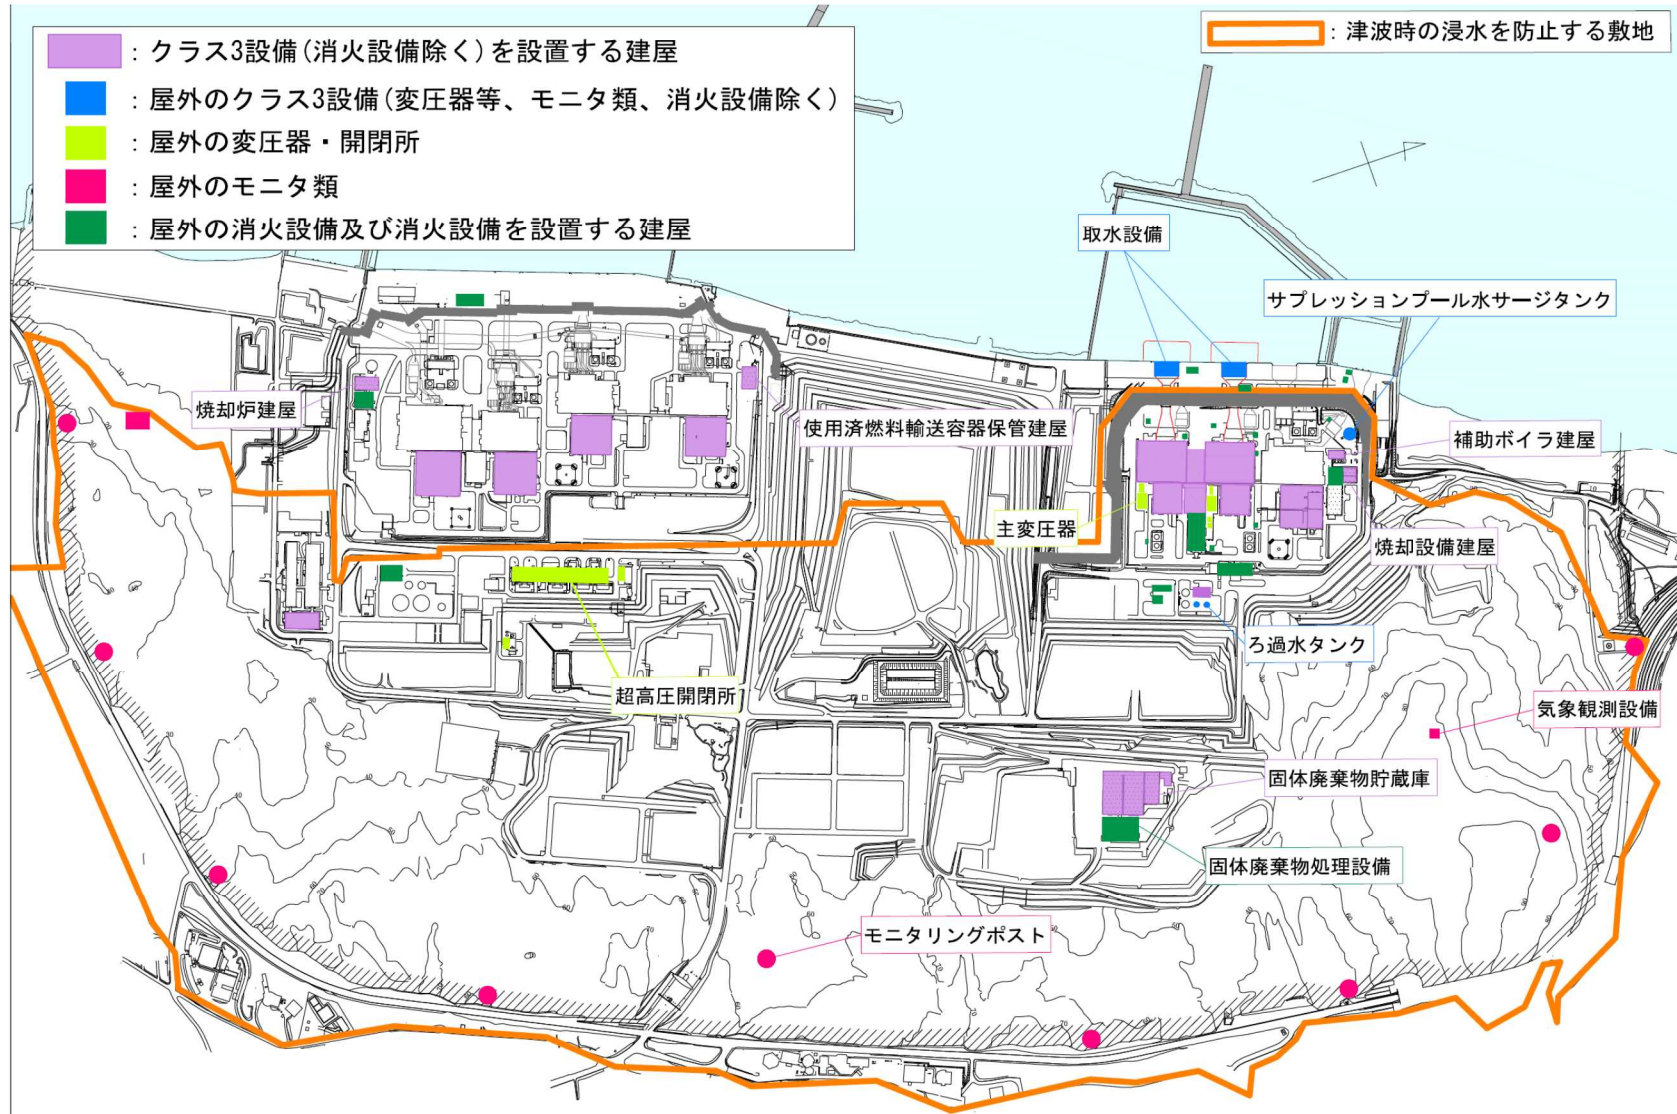 ：クラス3設備(消火設備除く)を設置する建屋
：屋外のクラス3設備(変圧器等、モニタ類、消火設備除く)
：屋外の変圧器・開閉所
：屋外のモニタ類
：屋外の消火設備及び消火設備を設置する建屋
：津波時の浸水を防止する敷地
取水設備
サプレッションプール水サージタンク
焼却炉建屋
使用済燃料輸送容器保管建屋
補助ボイラ建屋
主変圧器
焼却設備建屋
ろ過水タンク
超高圧開閉所
気象観測設備
固体廃棄物貯蔵庫
固体廃棄物処理設備
モニタリングポスト